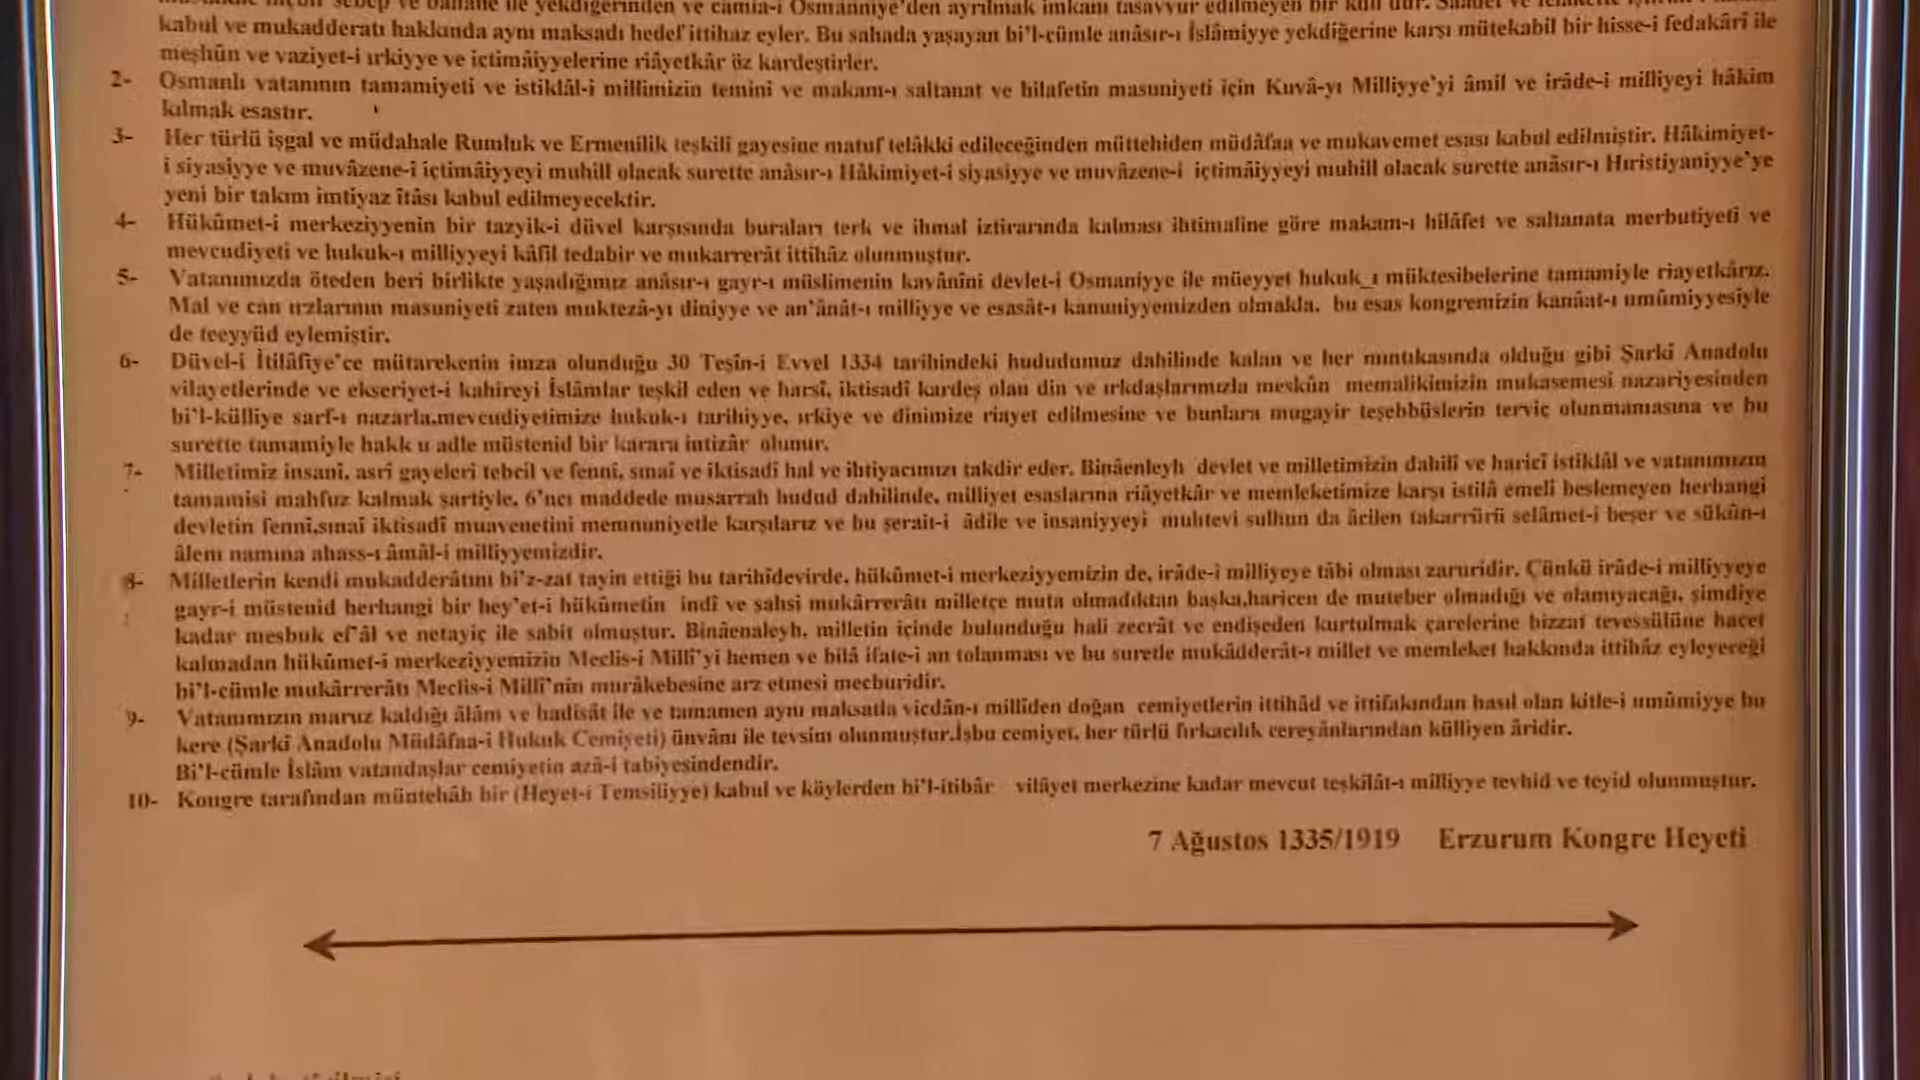 sebep ve bahane ile yekdiğerinden ve câmia-i Osmanniye'den ayrılmak imkânı tasavvur edilmeyen bir kül'dür. Saadet ve felâkette
kabul ve mukadderatı hakkında aynı maksadı hedef ittihaz eyler. Bu sahada yaşayan bi'l-cümle anâsır-ı İslâmiyye yekdiğerine karşı mütekabil bir hisse-i fedakârî ile
meşhûn ve vaziyet-i ırkiyye ve ictimâiyyelerine riâyetkâr öz kardeştirler.
2- Osmanlı vatanının tamamiyeti ve istiklâl-i millîmizin temini ve makam-ı saltanat ve hilafetin masuniyeti için Kuvâ-yı Milliyye'yi âmil ve irâde-i milliyeyi hâkim
kılmak esastır.
3- Her türlü işgal ve müdahale Rumluk ve Ermenilik teşkili gayesine matuf telâkki edileceğinden müttehiden müdâfaa ve mukavemet esası kabul edilmiştir. Hâkimiyet-
i siyasiyye ve muvâzene-i içtimâiyyeyi muhill olacak surette anâsır-ı Hâkimiyet-i siyasiyye ve muvâzene-i içtimâiyyeyi muhill olacak surette anâsır-ı Hıristiyaniyye'ye
yeni bir takım imtiyaz îtâsı kabul edilmeyecektir.
4- Hükûmet-i merkeziyyenin bir tazyik-i düvel karşısında buraları terk ve ihmal iztirarında kalması ihtimaline göre makam-ı hilâfet ve saltanata merbutiyeti ve
mevcudiyeti ve hukuk-ı milliyyeyi kâfil tedabir ve mukarrerât ittihâz olunmuştur.
5- Vatanımızda öteden beri birlikte yaşadığımız anâsır-ı gayr-ı müslimenin kavânîni devlet-i Osmaniyye ile müeyyet hukuk_ı müktesibelerine tamamiyle riayetkârız.
Mal ve can ırzlarının masuniyeti zaten muktezâ-yı diniyye ve an'ânât-ı milliyye ve esasât-ı kanuniyyemizden olmakla, bu esas kongremizin kanâat-ı umûmiyyesiyle
de teeyyüd eylemiştir.
6- Düvel-i İtilâfiye'ce mütarekenin imza olunduğu 30 Teşîn-i Evvel 1334 tarihindeki hududumuz dahilinde kalan ve her mıntıkasında olduğu gibi Şarkî Anadolu
vilayetlerinde ve ekseriyet-i kahireyi İslâmlar teşkil eden ve harsî, iktisadî kardeş olan din ve ırkdaşlarımızla meskûn memalikimizin mukasemesi nazariyesinden
bi'l-külliye sarf-ı nazarla,mevcudiyetimize hukuk-ı tarihiyye, ırkiye ve dinimize riayet edilmesine ve bunlara mugayir teşebbüslerin terviç olunmamasına ve bu
surette tamamiyle hakk u adle müstenid bir karara intizâr olunur.
7- Milletimiz insanî, asrî gayeleri tebcil ve fennî, sınaî ve iktisadî hal ve ihtiyacımızı takdir eder. Binâenleyh devlet ve milletimizin dahilî ve haricî istiklâl ve vatanımızın
tamamisi mahfuz kalmak şartiyle, 6'ncı maddede musarrah hudud dahilinde, milliyet esaslarına riâyetkâr ve memleketimize karşı istilâ emeli beslemeyen herhangi
devletin fennî,sınaî iktisadî muavenetini memnuniyetle karşılarız ve bu şerait-i âdile ve insaniyyeyi muhtevi sulhun da âcilen takarrürü selâmet-i beşer ve sükûn-ı
âlem namına ahass-ı âmâl-i milliyyemizdir.
8- Milletlerin kendi mukadderâtını bi'z-zat tayin ettiği bu tarihîdevirde, hükûmet-i merkeziyyemizin de, irâde-i milliyeye tâbi olması zaruridir. Çünkü irâde-i milliyyeye
gayr-i müstenid herhangi bir hey'et-i hükûmetin indî ve şahsi mukârrerâtı milletçe muta olmadıktan başka,haricen de muteber olmadığı ve olamıyacağı, şimdiye
kadar mesbuk ef'âl ve netayiç ile sabit olmuştur. Binâenaleyh, milletin içinde bulunduğu hali zecrât ve endişeden kurtulmak çarelerine bizzat tevessülüne hacet
kalmadan hükûmet-i merkeziyyemizin Meclis-i Millî'yi hemen ve bilâ ifate-i an tolanması ve bu suretle mukâdderât-ı millet ve memleket hakkında ittihâz eyleyeceği
bi'l-cümle mukârrerâtı Meclis-i Millî'nin murâkebesine arz etmesi mecburidir.
9- Vatanımızın maruz kaldığı âlâm ve hadisât ile ve tamamen aynı maksatla vicdân-ı millîden doğan cemiyetlerin ittihâd ve ittifakından hasıl olan kitle-i umûmiyye bu
kere (Şarkî Anadolu Müdâfaa-i Hukuk Cemiyeti) ünvânı ile tevsim olunmuştur.İşbu cemiyet, her türlü fırkacılık cereyânlarından külliyen âridir.
Bi'l-cümle İslâm vatandaşlar cemiyetin azâ-i tabiyesindendir.
10- Kongre tarafından müntehâb bir (Heyet-i Temsiliyye) kabul ve köylerden bi'l-itibâr vilâyet merkezine kadar mevcut teşkilât-ı milliyye tevhid ve teyid olunmuştur.
7 Ağustos 1335/1919 Erzurum Kongre Heyeti